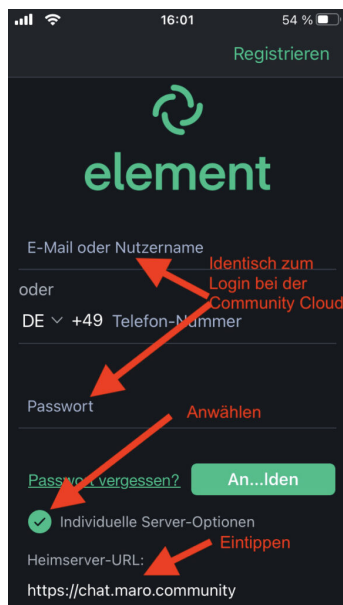 16:01 54 %
Registrieren
element
E-Mail oder Nutzername
Identisch zum
Login bei der
Community Cloud
oder
DE +49 Telefon-Nummer
Passwort
Anwählen
Passwort vergessen?
An...lden
Individuelle Server-Optionen
Eintippen
Heimserver-URL:
https://chat.maro.community